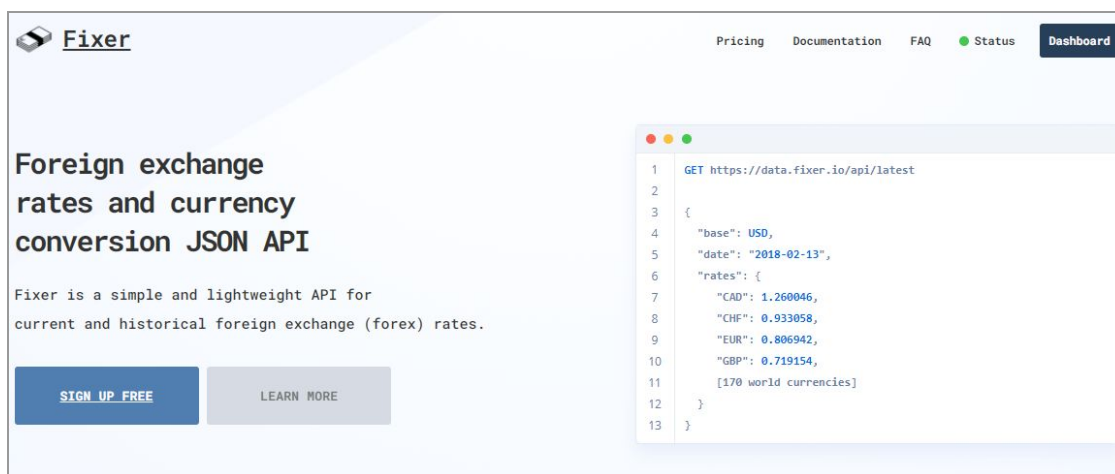 Fixer
Pricing Documentation FAQ Status Dashboard
Foreign exchange
rates and currency
conversion JSON API
Fixer is a simple and lightweight API for
current and historical foreign exchange (forex) rates.
SIGN UP FREE LEARN MORE
1 GET https://data.fixer.io/api/latest
2
3 {
4 "base": USD,
5 "date": "2018-02-13",
6 "rates": {
7 "CAD": 1.260046,
8 "CHF": 0.933058,
9 "EUR": 0.806942,
10 "GBP": 0.719154,
11 [170 world currencies]
12 }
13 }